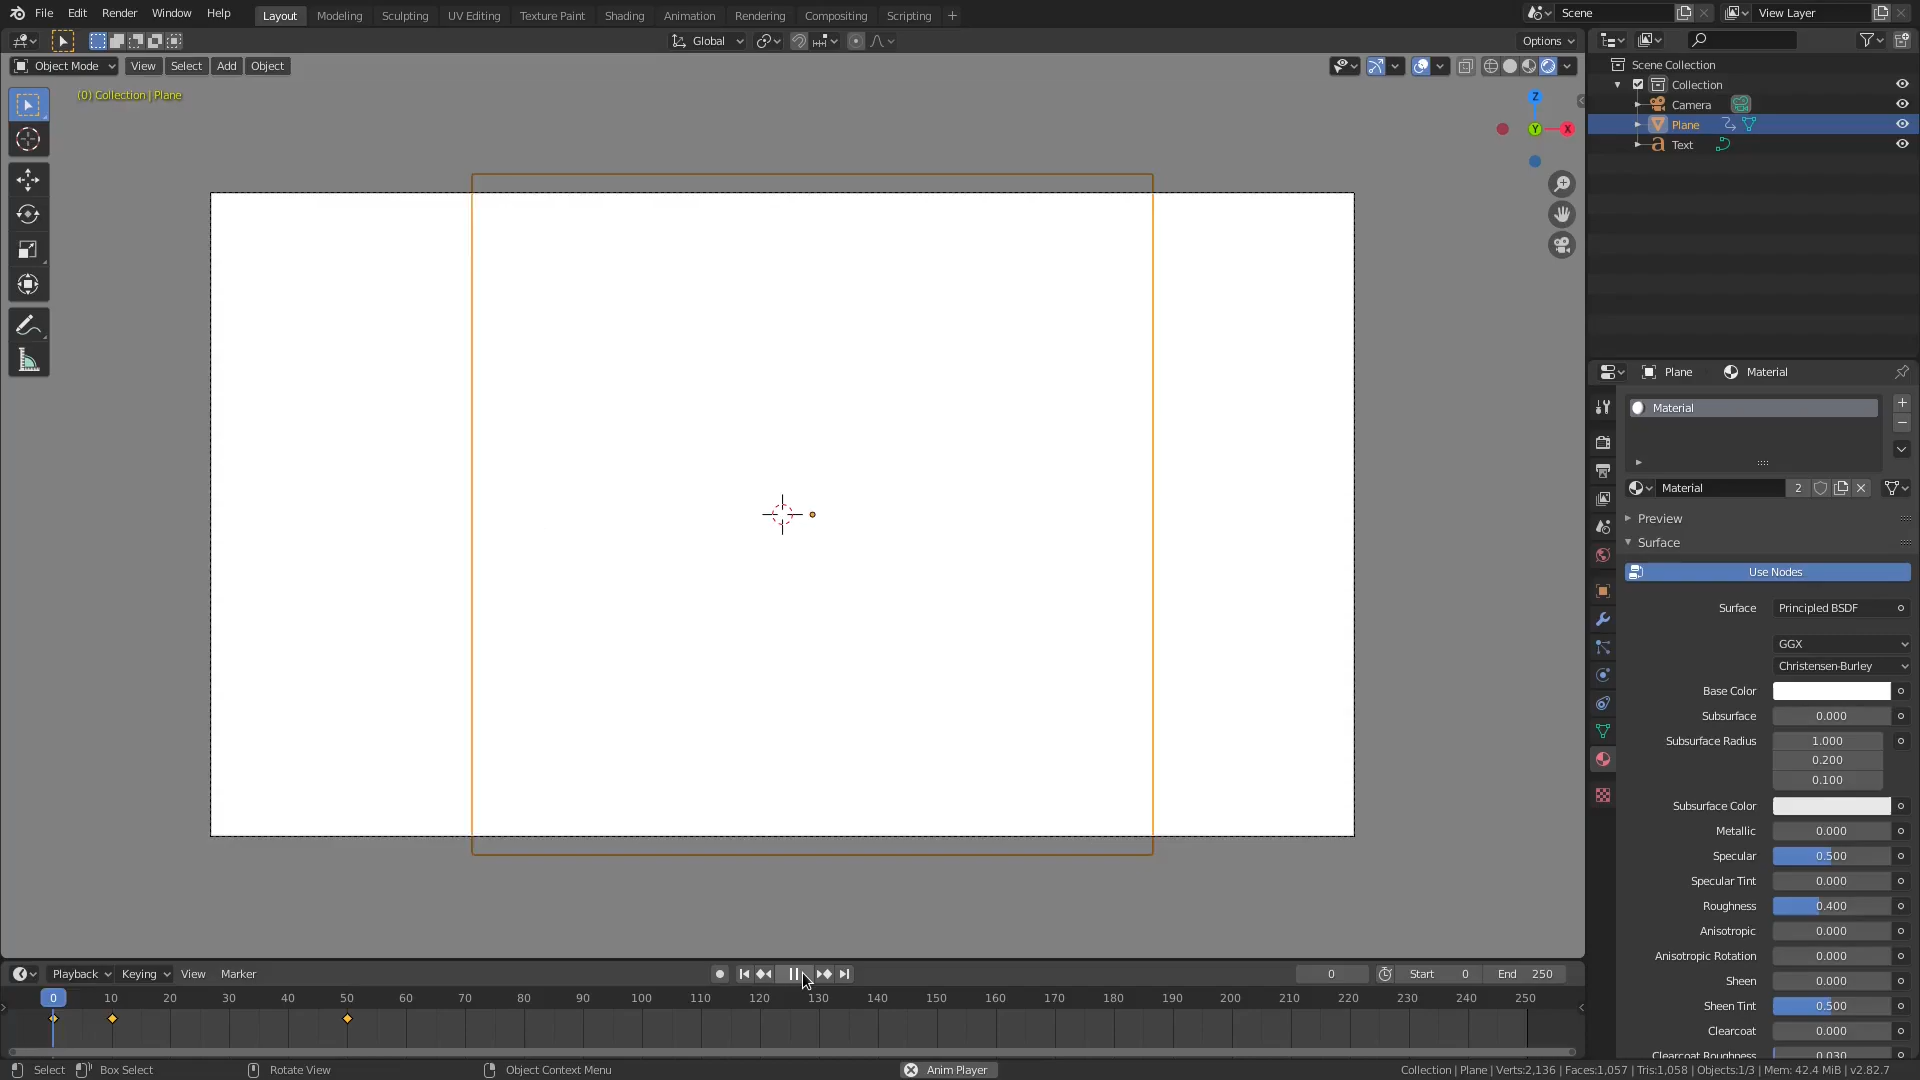 File Edit Render Window Help Layout Modeling Sculpting UV Editing Texture Paint Shading Animation Rendering Compositing Scripting + Scene View Layer
Global Options
Object Mode View Select Add Object
(0) Collection | Plane
Z
Y X
Scene Collection
Collection
Camera
Plane
Text
Plane Material
Material
Material 2
Preview
Surface
Use Nodes
Surface Principled BSDF
GGX
Christensen-Burley
Base Color
Subsurface 0.000
Subsurface Radius 1.000
0.200
0.100
Subsurface Color
Metallic 0.000
Specular 0.500
Specular Tint 0.000
Roughness 0.400
Anisotropic 0.000
Anisotropic Rotation 0.000
Sheen 0.000
Sheen Tint 0.500
Clearcoat 0.000
Clearcoat Roughness 0.030
Playback Keying View Marker 0 Start 0 End 250
0 10 20 30 40 50 60 70 80 90 100 110 120 130 140 150 160 170 180 190 200 210 220 230 240 250
Select Box Select Rotate View Object Context Menu Anim Player Collection | Plane | Verts:2,136 | Faces:1,057 | Tris:1,058 | Objects:1/3 | Mem: 42.4 MiB | v2.82.7